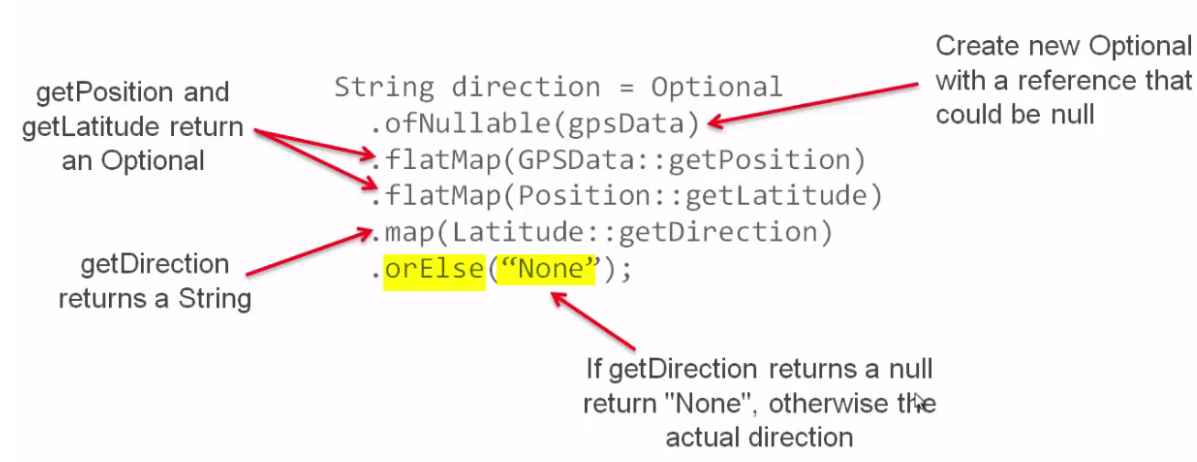 Create new Optional
with a reference that
could be null
getPosition and
getLatitude return
an Optional
String direction = Optional
.ofNullable(gpsData)
.flatMap(GPSData::getPosition)
.flatMap(Position::getLatitude)
.map(Latitude::getDirection)
.orElse(“None”);
getDirection
returns a String
If getDirection returns a null
return "None", otherwise the
actual direction